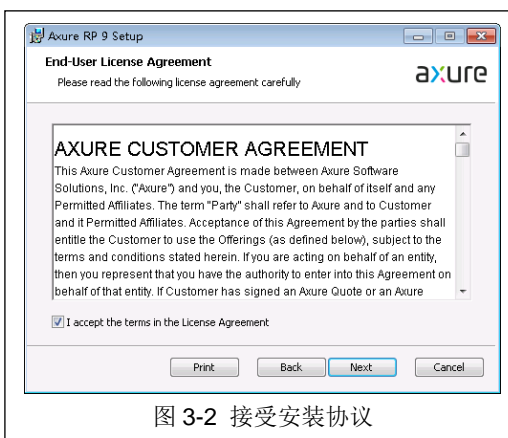 Axure RP 9 Setup
End-User License Agreement
Please read the following license agreement carefully
axure
AXURE CUSTOMER AGREEMENT
This Axure Customer Agreement is made between Axure Software
Solutions, Inc. ("Axure") and you, the Customer, on behalf of itself and any
Permitted Affiliates. The term "Party" shall refer to Axure and to Customer
and it Permitted Affiliates. Acceptance of this Agreement by the parties shall
entitle the Customer to use the Offerings (as defined below), subject to the
terms and conditions stated herein. If you are acting on behalf of an entity,
then you represent that you have the authority to enter into this Agreement on
behalf of that entity. If Customer has signed an Axure Quote or an Axure
I accept the terms in the License Agreement
Print Back Next Cancel
图 3-2 接受安装协议